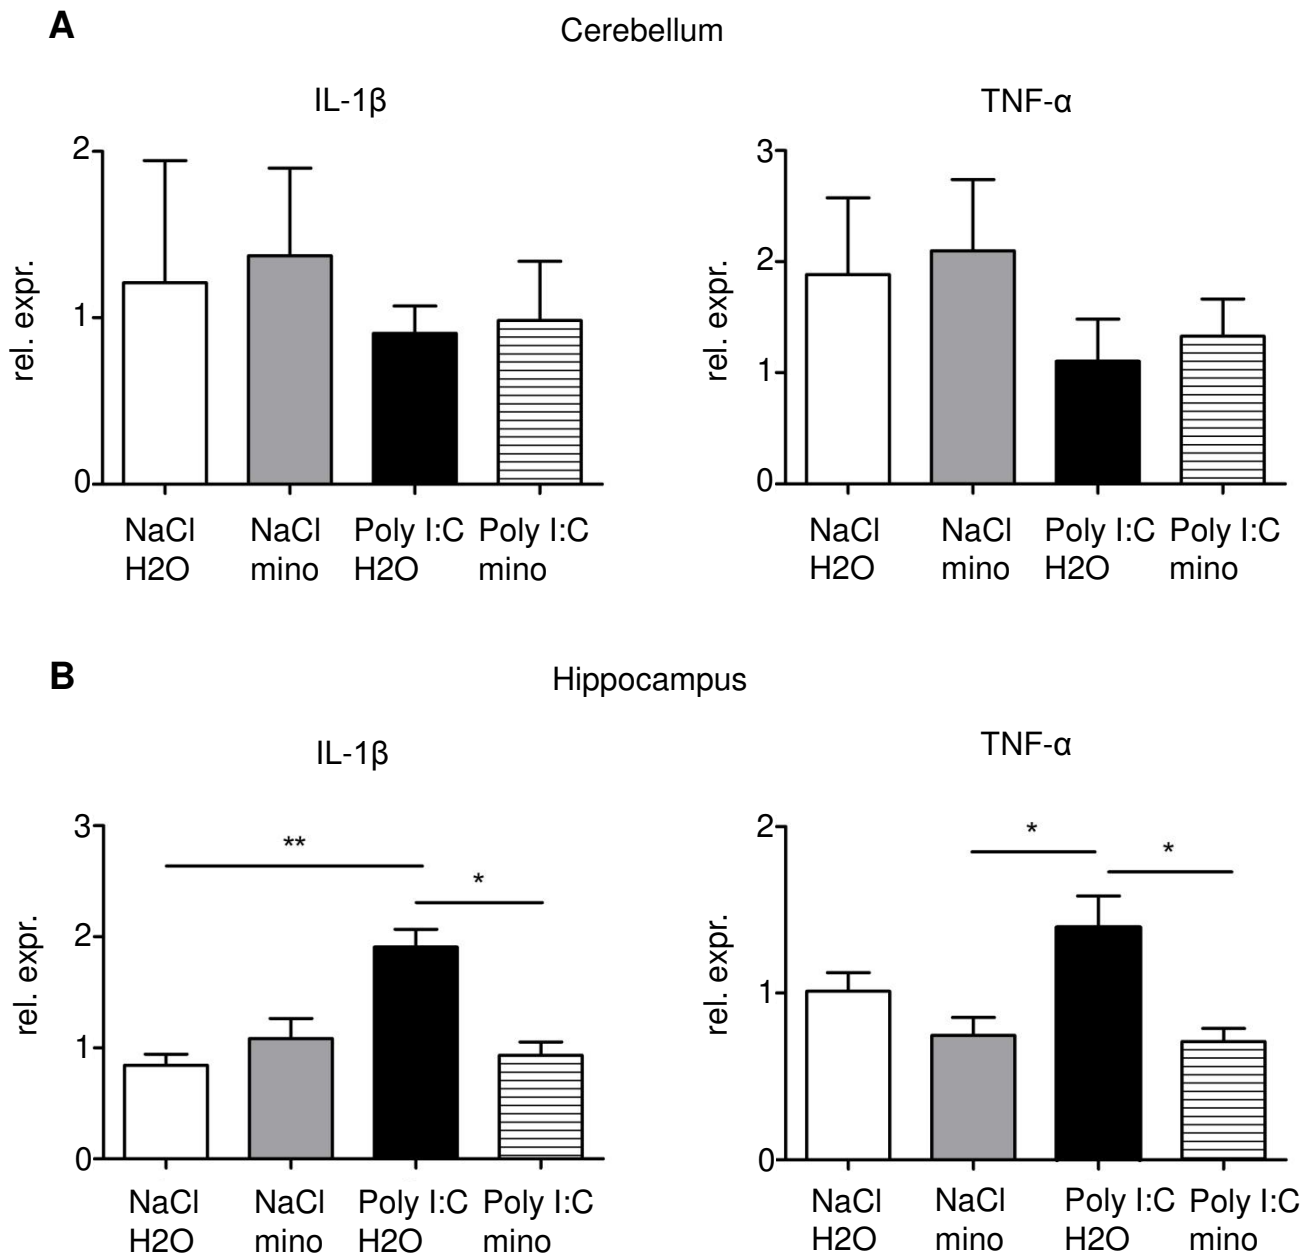 A
Cerebellum
IL-1β
2
1
0
rel. expr.
NaCl NaCl Poly I:C Poly I:C
H2O mino H2O mino
TNF-α
3
2
1
0
rel. expr.
NaCl NaCl Poly I:C Poly I:C
H2O mino H2O mino
B
Hippocampus
IL-1β
3
2
1
0
rel. expr.
**
*
NaCl NaCl Poly I:C Poly I:C
H2O mino H2O mino
TNF-α
2
1
0
rel. expr.
*
*
NaCl NaCl Poly I:C Poly I:C
H2O mino H2O mino